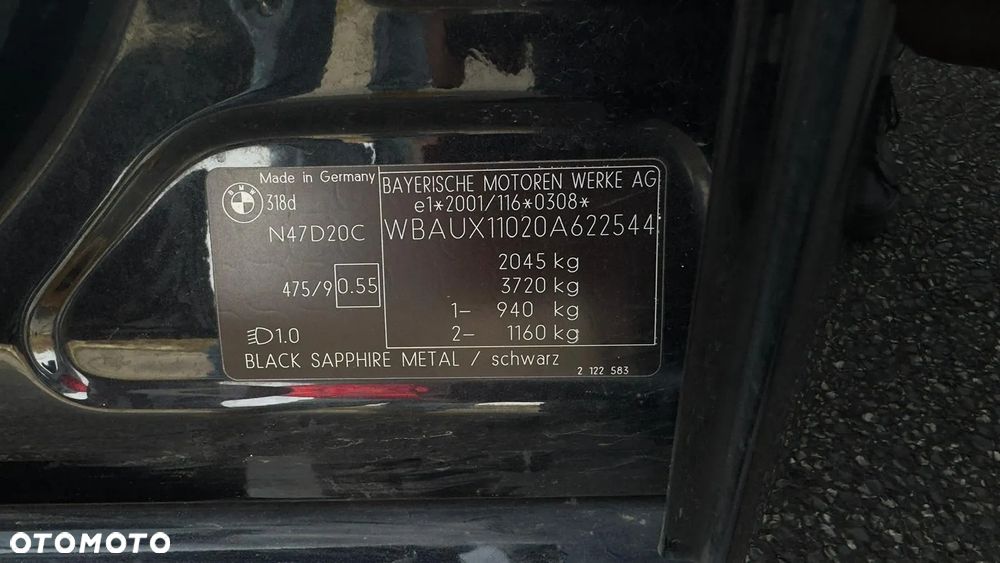 Made in Germany
BMW
318d
N47D20C
475/9 0.55
1.0
BLACK SAPPHIRE METAL / schwarz
BAYERISCHE MOTOREN WERKE AG
e1*2001/116*0308*
WBAUX11020A622544
2045 kg
3720 kg
1- 940 kg
2- 1160 kg
2 122 583
OTOMOTO